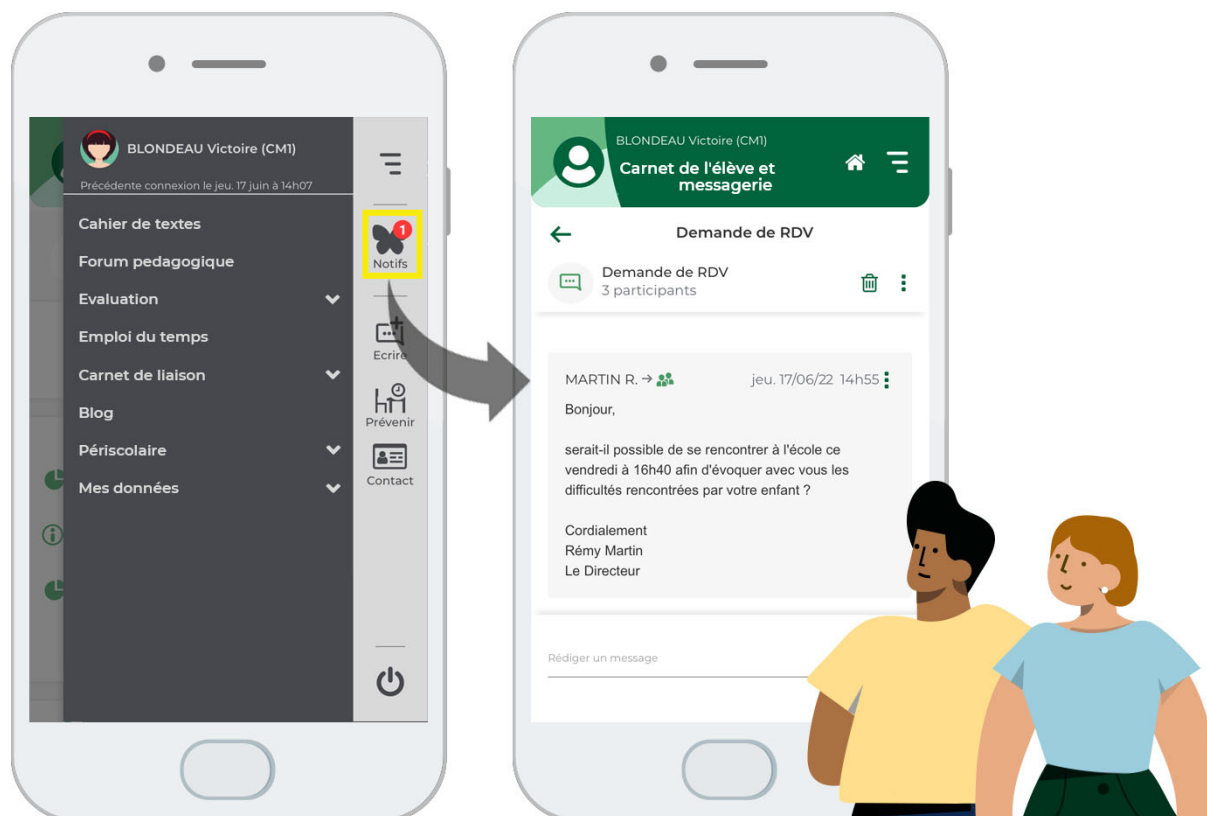 BLONDEAU Victoire (CM1)
Précédente connexion le jeu. 17 juin à 14h07
Cahier de textes
Forum pedagogique
Evaluation
Emploi du temps
Carnet de liaison
Blog
Périscolaire
Mes données
1
Notifs
Ecrire
Prévenir
Contact
BLONDEAU Victoire (CM1)
Carnet de l'élève et
messagerie
Demande de RDV
Demande de RDV
3 participants
MARTIN R. → jeu. 17/06/22 14h55
Bonjour,
serait-il possible de se rencontrer à l'école ce
vendredi à 16h40 afin d'évoquer avec vous les
difficultés rencontrées par votre enfant ?
Cordialement
Rémy Martin
Le Directeur
Rédiger un message